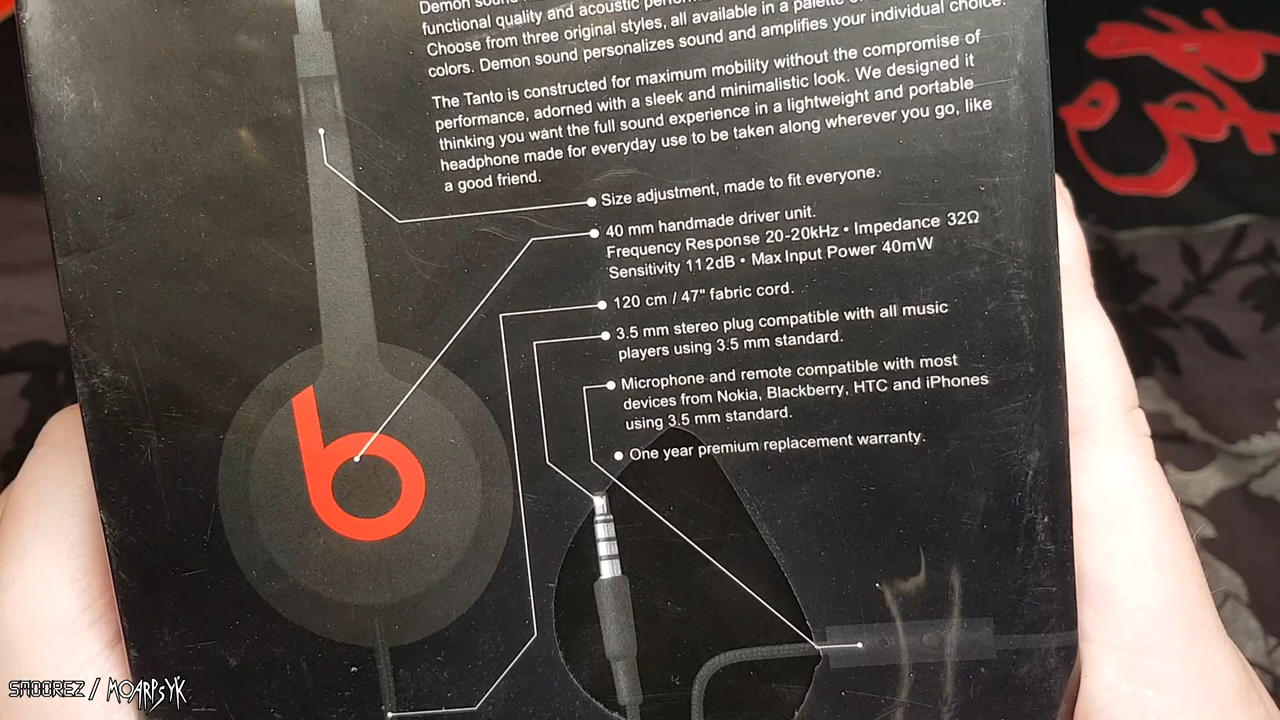 Demon sound
functional quality and acoustic
Choose from three original styles, all available in a palette
colors. Demon sound personalizes sound and amplifies your individual choice.
The Tanto is constructed for maximum mobility without the compromise of
performance, adorned with a sleek and minimalistic look. We designed it
thinking you want the full sound experience in a lightweight and portable
headphone made for everyday use to be taken along wherever you go, like
a good friend.
Size adjustment, made to fit everyone.
40 mm handmade driver unit.
Frequency Response 20-20kHz • Impedance 32Ω
Sensitivity 112dB • Max Input Power 40mW
120 cm / 47" fabric cord.
3.5 mm stereo plug compatible with all music
players using 3.5 mm standard.
Microphone and remote compatible with most
devices from Nokia, Blackberry, HTC and iPhones
using 3.5 mm standard.
One year premium replacement warranty.
b
SMOOREZ / MOARPSYK